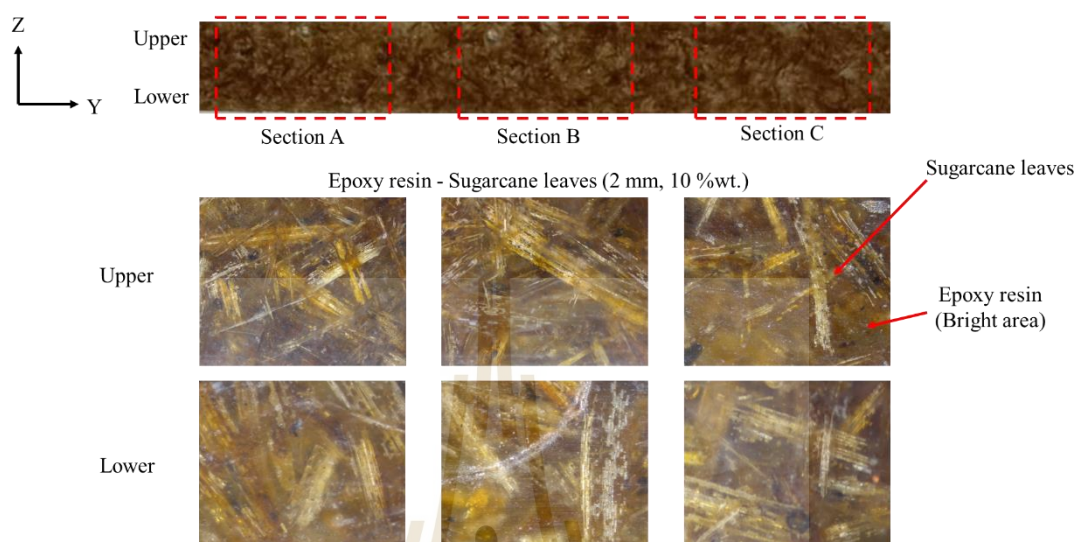 Z
Upper
Lower
Y
Section A
Section B
Section C
Epoxy resin - Sugarcane leaves (2 mm, 10 %wt.)
Sugarcane leaves
Upper
Epoxy resin
(Bright area)
Lower